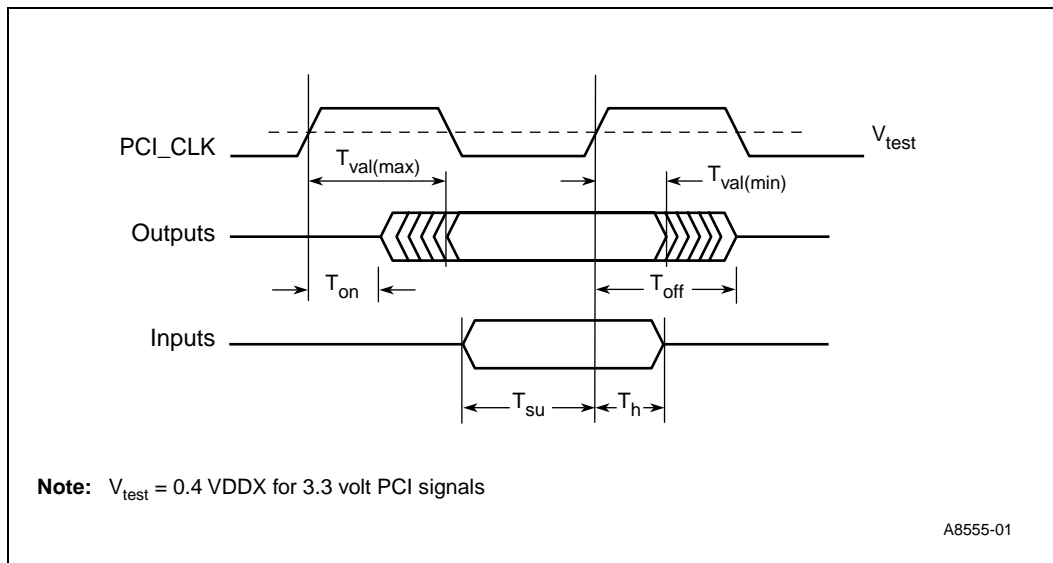 PCI_CLK
V_test
T_val(max)
T_val(min)
Outputs
T_on
T_off
Inputs
T_su
T_h
Note: V_test = 0.4 VDDX for 3.3 volt PCI signals
A8555-01